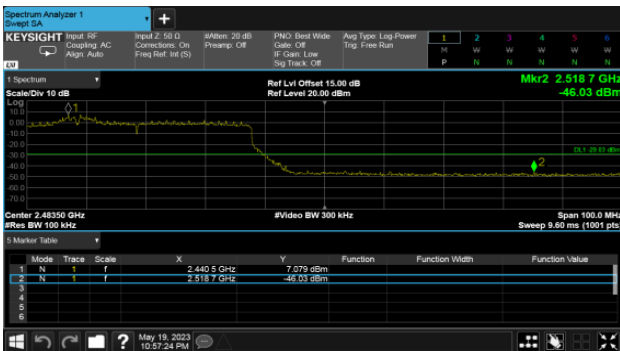 Spectrum Analyzer 1
Swept SA
+
KEYSIGHT Input: RF Input Z: 50 Ω #Atten: 20 dB PNO: Best Wide Avg Type: Log-Power 1 2 3 4 5 6
Coupling: AC Corrections: On Preamp: Off Gate: Off Trig: Free Run M W W W W W
Align: Auto Freq Ref: Int (S) IF Gain: Low
Sig Track: Off P N N N N N
LXI
1 Spectrum Ref Lvl Offset 15.00 dB Mkr2 2.518 7 GHz
Scale/Div 10 dB Ref Level 20.00 dBm -46.03 dBm
Log
10.0
0.00
-10.0
-20.0
-30.0
-40.0
-50.0
-60.0
-70.0
1
DL1 -29.03 dBm
2
Center 2.48350 GHz #Video BW 300 kHz Span 100.0 MHz
#Res BW 100 kHz Sweep 9.60 ms (1001 pts)
5 Marker Table
Mode Trace Scale X Y Function Function Width Function Value
1 N 1 f 2.440 5 GHz 7.079 dBm
2 N 1 f 2.518 7 GHz -46.03 dBm
3
4
5
6
? May 19, 2023
10:57:24 PM